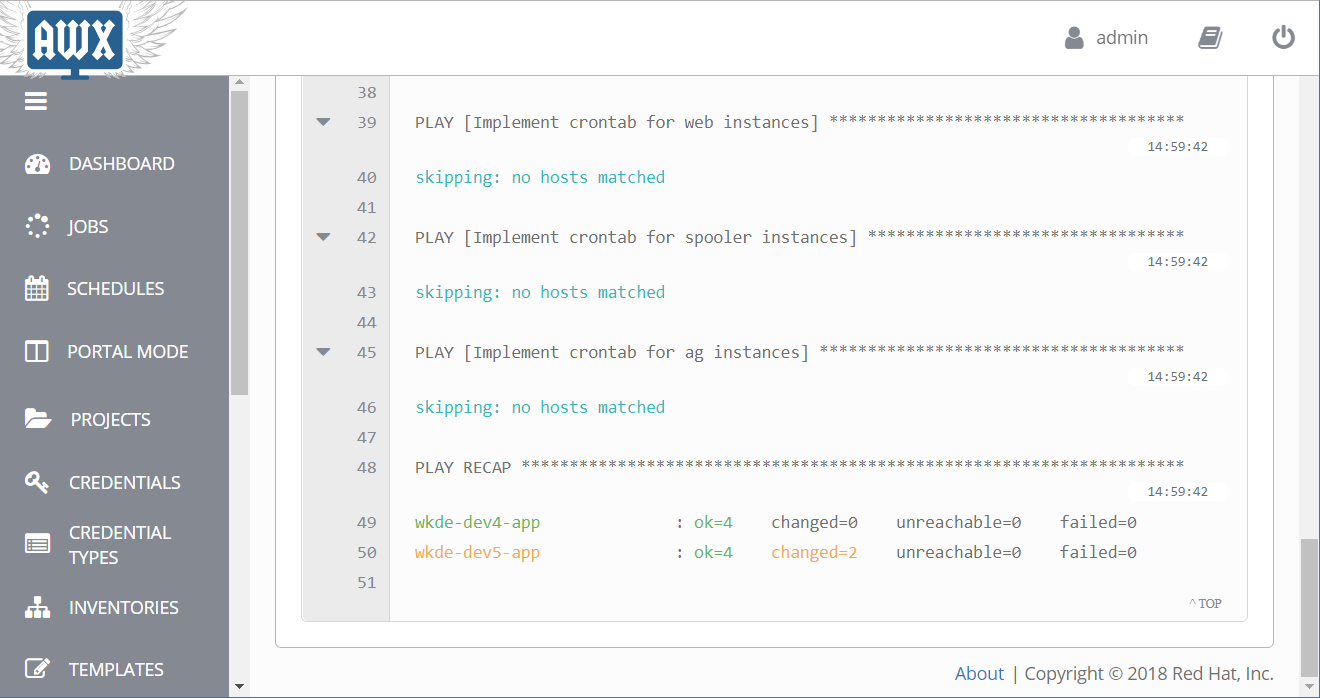 AWX
admin
DASHBOARD
JOBS
SCHEDULES
PORTAL MODE
PROJECTS
CREDENTIALS
CREDENTIAL
TYPES
INVENTORIES
TEMPLATES
38
39 PLAY [Implement crontab for web instances] *************************************
14:59:42
40 skipping: no hosts matched
41
42 PLAY [Implement crontab for spooler instances] *********************************
14:59:42
43 skipping: no hosts matched
44
45 PLAY [Implement crontab for ag instances] **************************************
14:59:42
46 skipping: no hosts matched
47
48 PLAY RECAP *********************************************************************
14:59:42
49 wkde-dev4-app : ok=4 changed=0 unreachable=0 failed=0
50 wkde-dev5-app : ok=4 changed=2 unreachable=0 failed=0
51
^ TOP
About | Copyright © 2018 Red Hat, Inc.